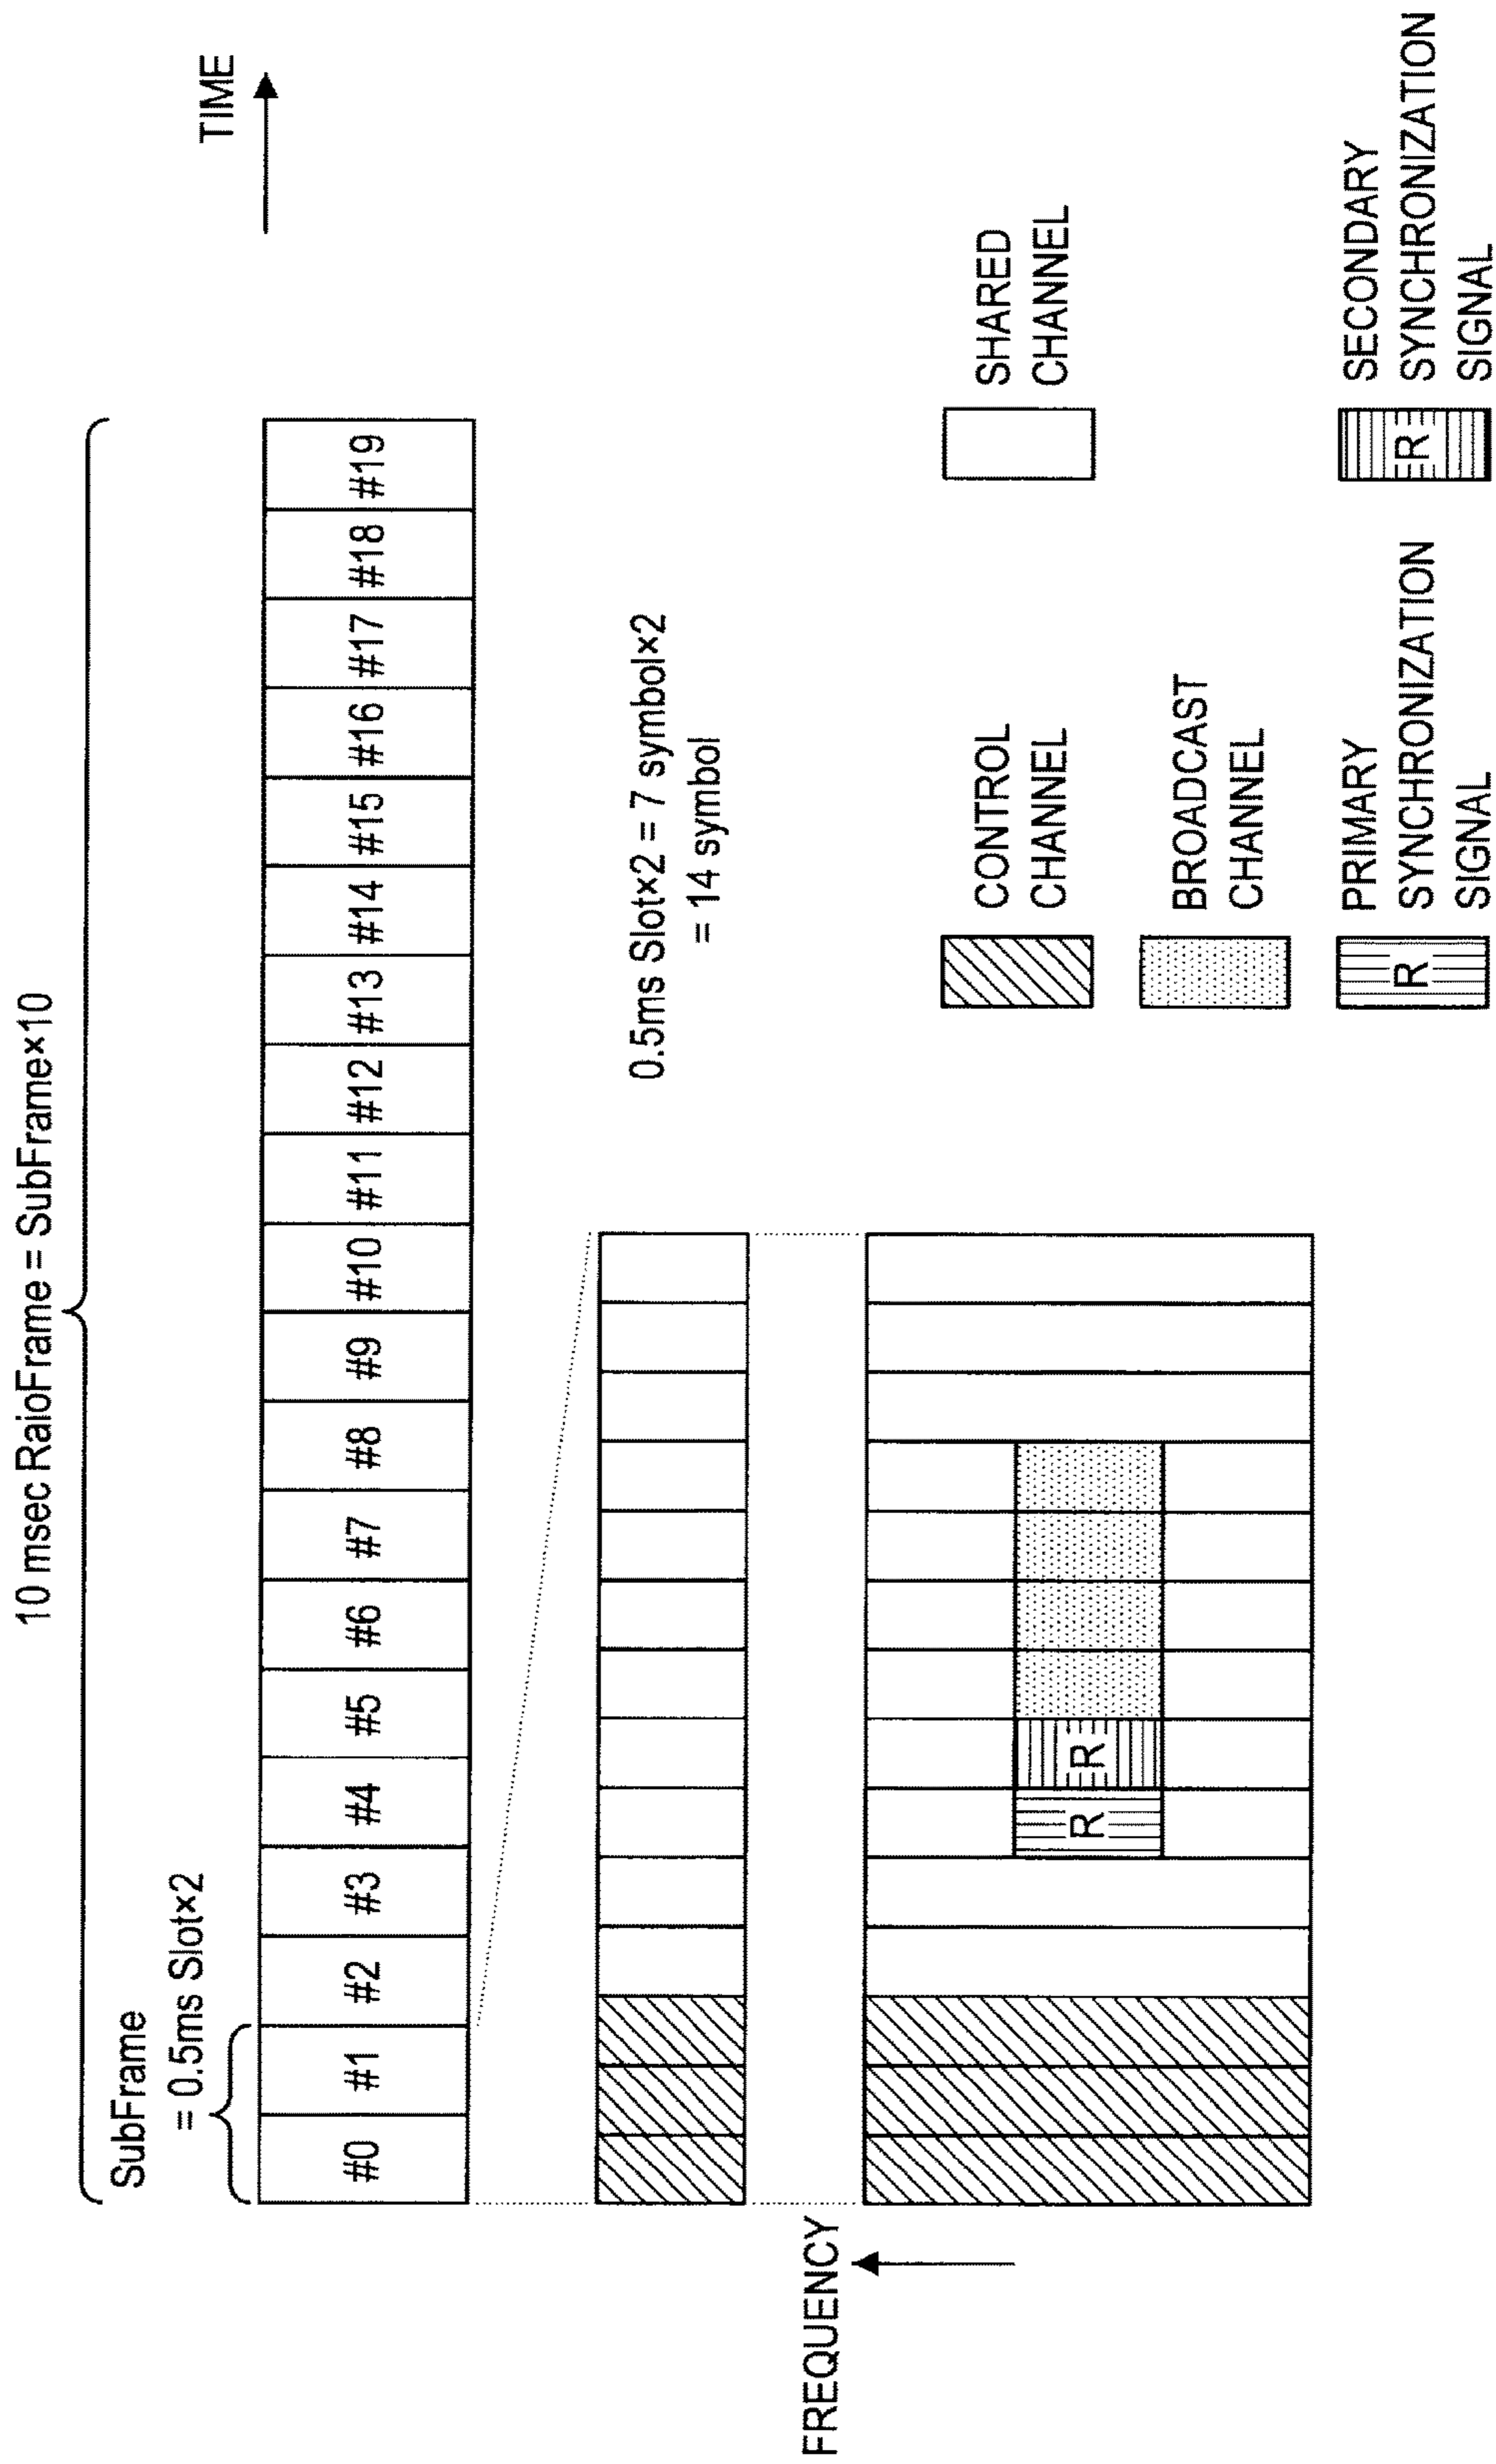 10 msec RaioFrame = SubFrame×10
SubFrame
= 0.5ms Slot×2
TIME
#0
#1
#2
#3
#4
#5
#6
#7
#8
#9
#10
#11
#12
#13
#14
#15
#16
#17
#18
#19
0.5ms Slot×2 = 7 symbol×2
= 14 symbol
FREQUENCY
R
R
CONTROL
CHANNEL
SHARED
CHANNEL
BROADCAST
CHANNEL
R
PRIMARY
SYNCHRONIZATION
SIGNAL
R
SECONDARY
SYNCHRONIZATION
SIGNAL